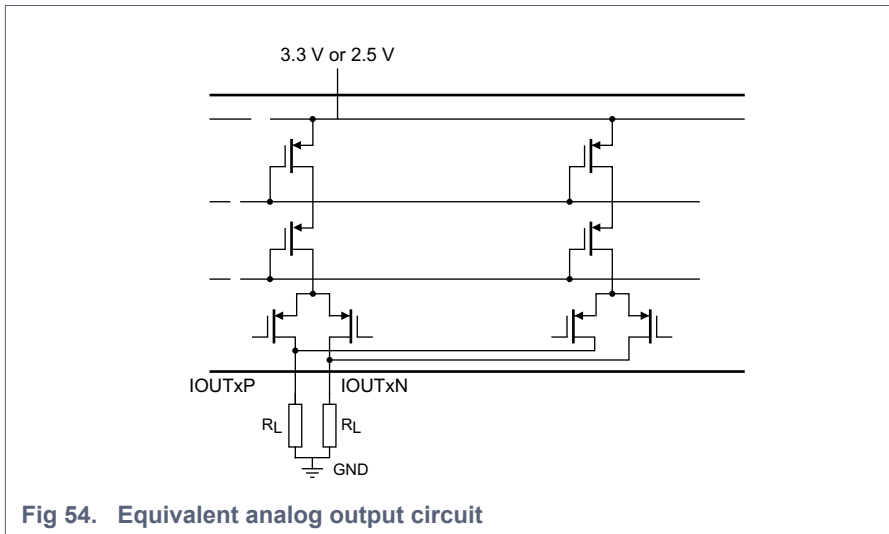 3.3 V or 2.5 V
IOUTxP
IOUTxN
RL
RL
GND
Fig 54. Equivalent analog output circuit